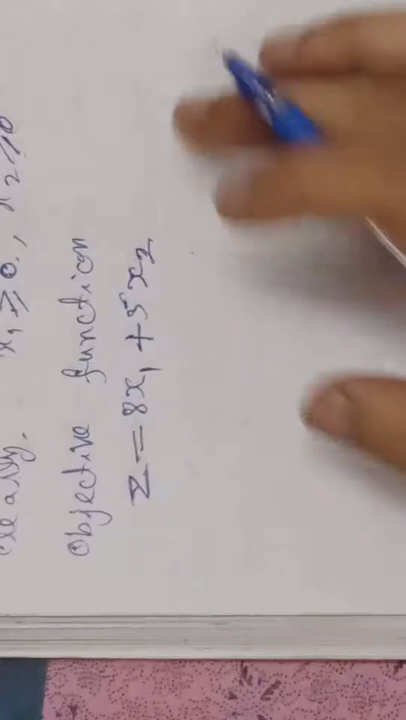 clearly. x₁ ≥ 0, x₂ ≥ 0
Objective function
Z = 8x₁ + 5x₂